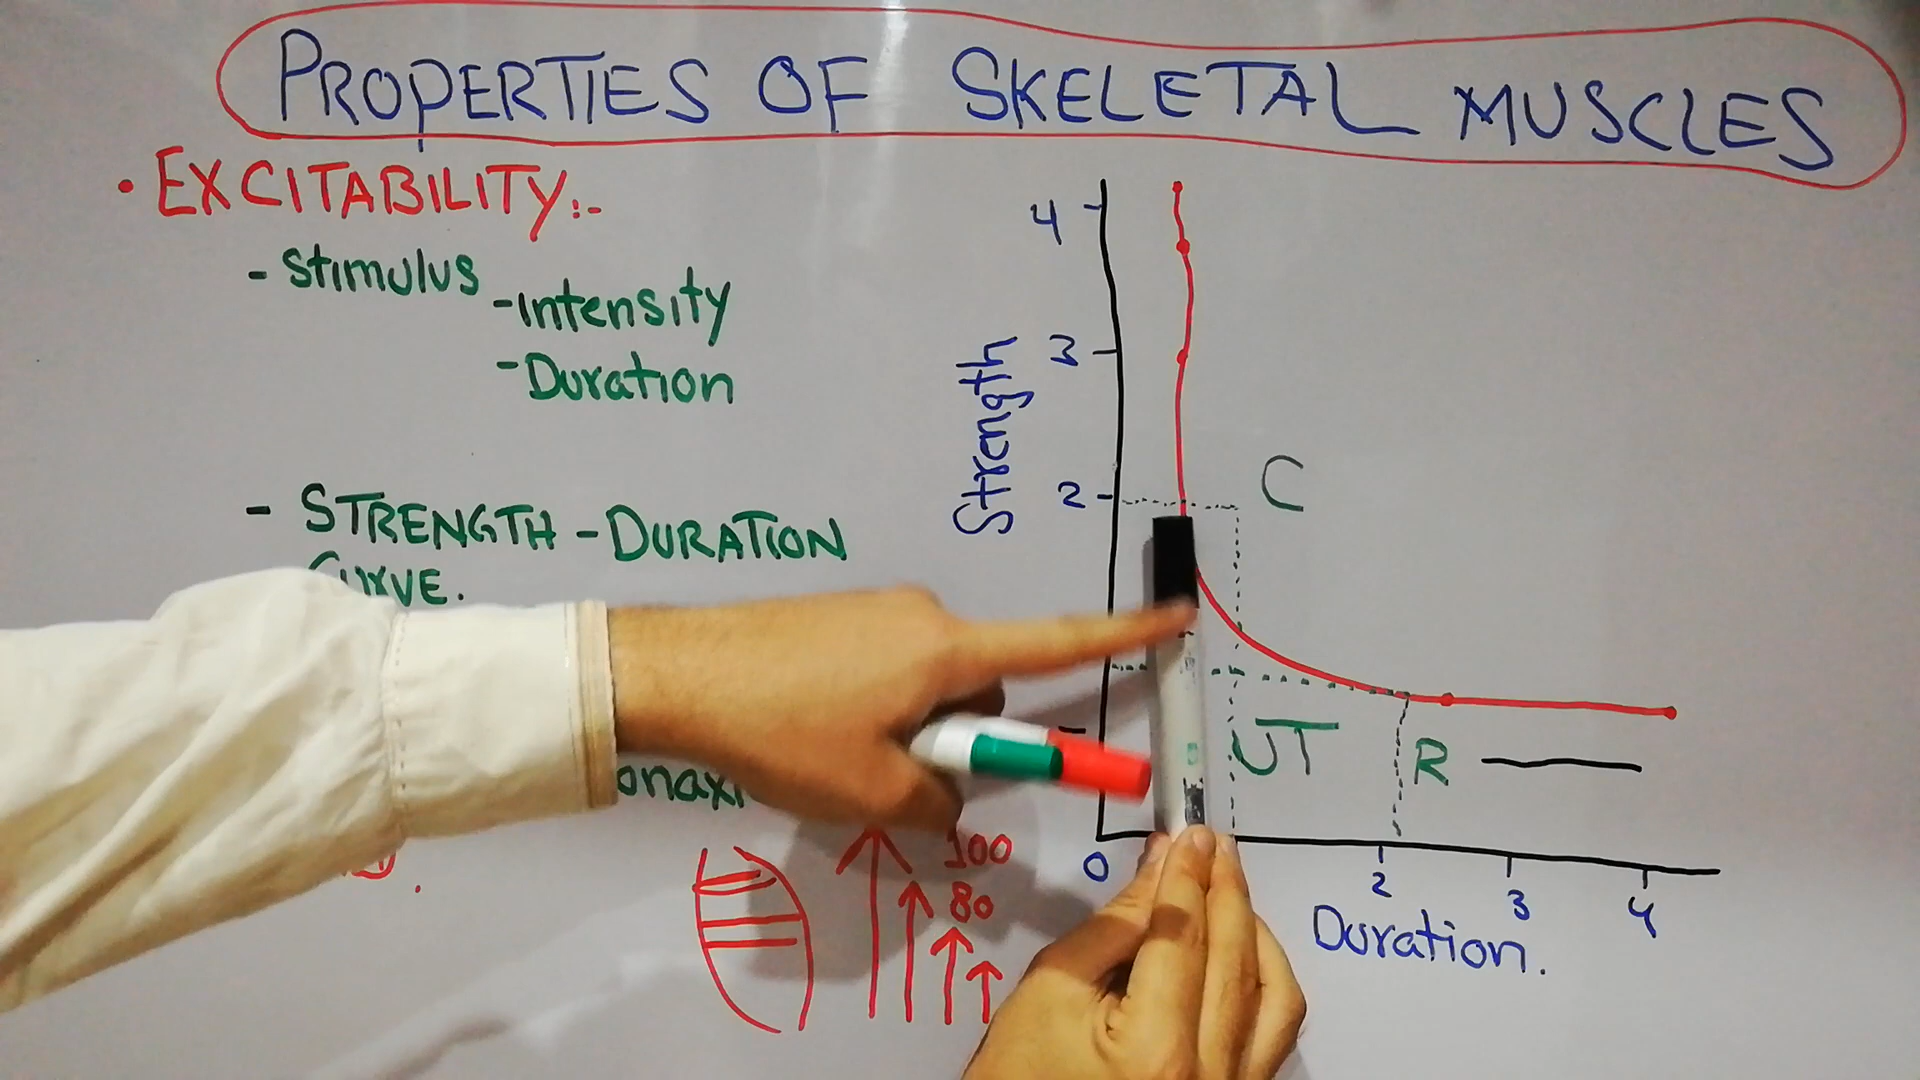 PROPERTIES OF SKELETAL MUSCLES
• EXCITABILITY:-
- Stimulus
- intensity
- Duration
- STRENGTH - DURATION
CURVE.
100
80
Strength
4
3
2
C
UT
R
0
2
3
4
Duration.